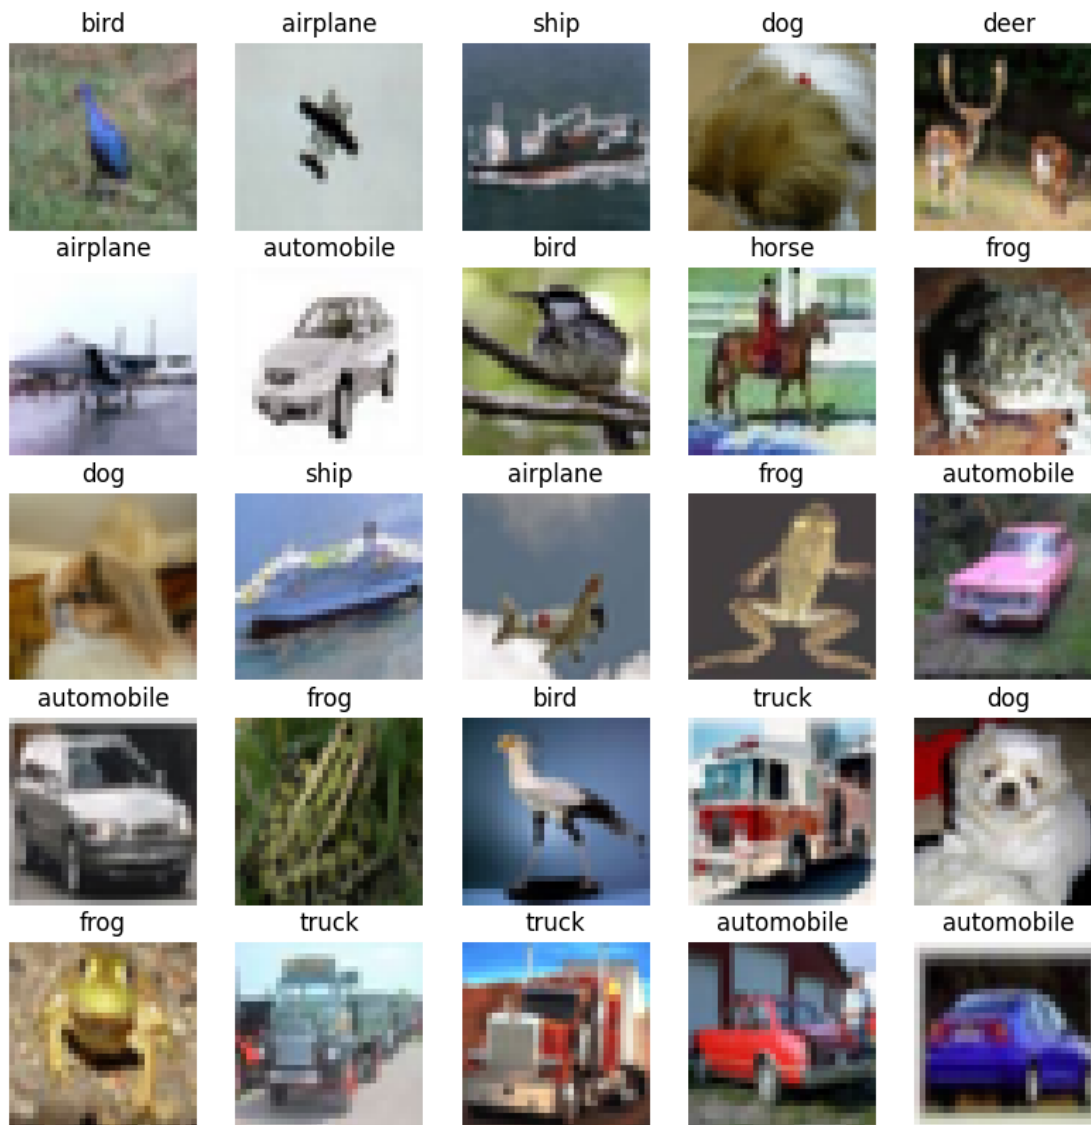 bird airplane ship dog deer
airplane automobile bird horse frog
dog ship airplane frog automobile
automobile frog bird truck dog
frog truck truck automobile automobile